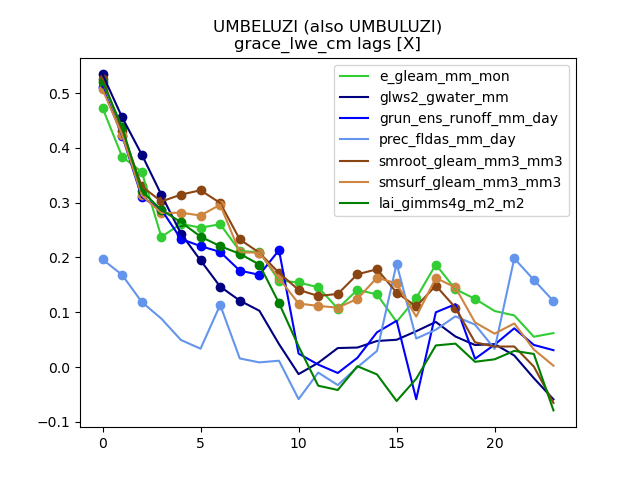 UMBELUZI (also UMBULUZI)
grace_lwe_cm lags [X]
e_gleam_mm_mon
glws2_gwater_mm
grun_ens_runoff_mm_day
prec_fldas_mm_day
smroot_gleam_mm3_mm3
smsurf_gleam_mm3_mm3
lai_gimms4g_m2_m2
0.5
0.4
0.3
0.2
0.1
0.0
−0.1
0 5 10 15 20